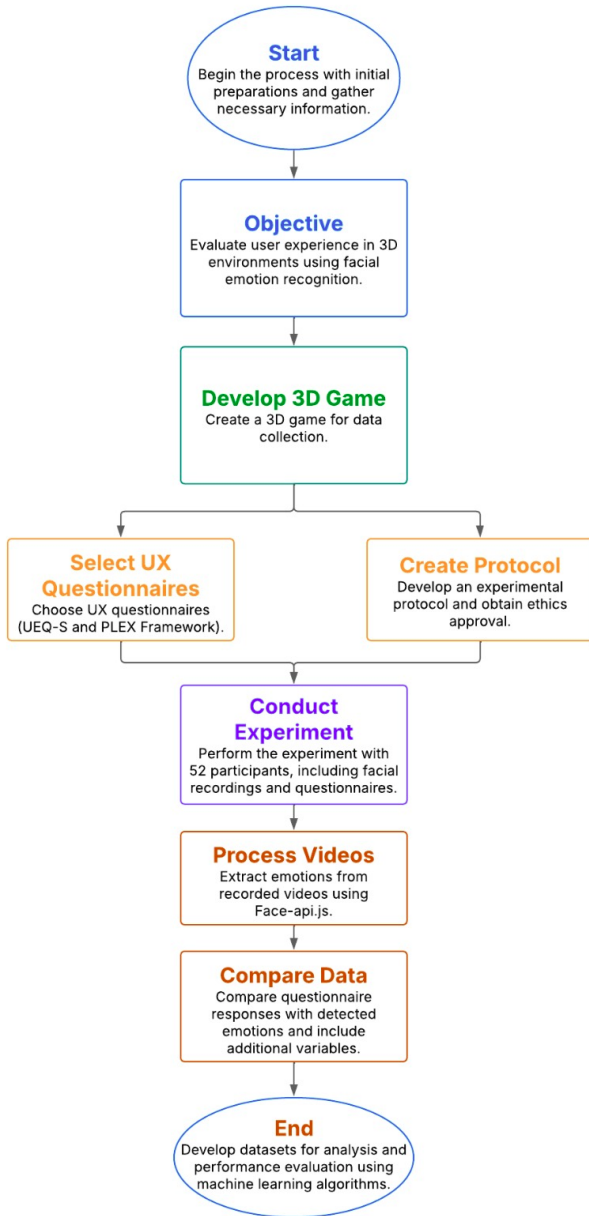 Start
Begin the process with initial
preparations and gather
necessary information.
Objective
Evaluate user experience in 3D
environments using facial
emotion recognition.
Develop 3D Game
Create a 3D game for data
collection.
Select UX
Questionnaires
Choose UX questionnaires
(UEQ-S and PLEX Framework).
Create Protocol
Develop an experimental
protocol and obtain ethics
approval.
Conduct
Experiment
Perform the experiment with
52 participants, including facial
recordings and questionnaires.
Process Videos
Extract emotions from
recorded videos using
Face-api.js.
Compare Data
Compare questionnaire
responses with detected
emotions and include
additional variables.
End
Develop datasets for analysis and
performance evaluation using
machine learning algorithms.